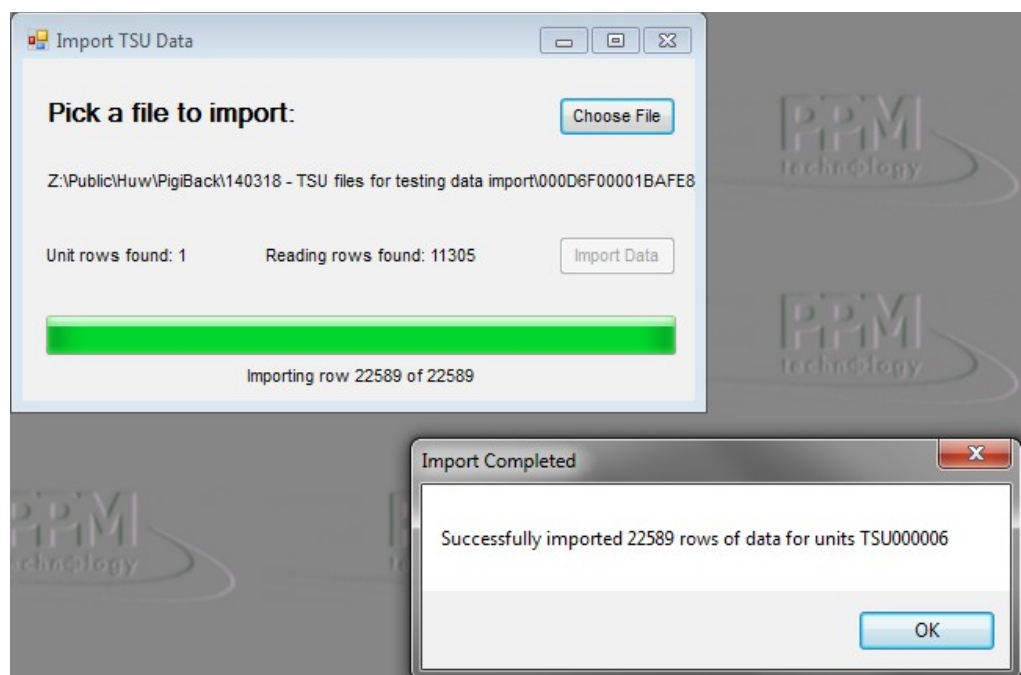 Import TSU Data
Pick a file to import:
Choose File
Z:\Public\Huw\PigiBack\140318 - TSU files for testing data import\000D6F00001BAFE8
Unit rows found: 1
Reading rows found: 11305
Import Data
Importing row 22589 of 22589
PPM
technology
PPM
technology
Import Completed
Successfully imported 22589 rows of data for units TSU000006
OK
PPM
technology